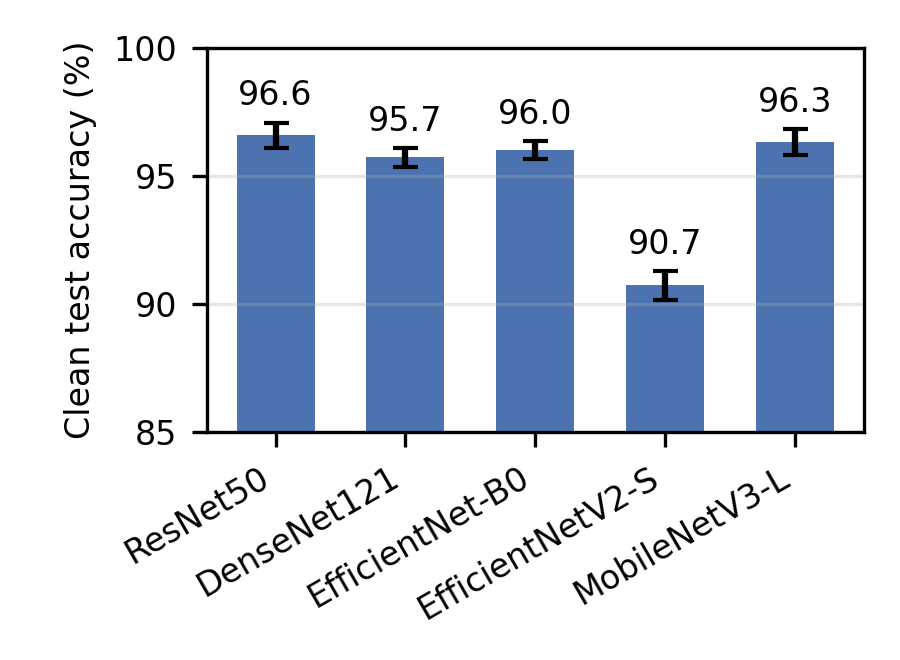 Clean test accuracy (%)
100
95
90
85
96.6
95.7
96.0
90.7
96.3
ResNet50
DenseNet121
EfficientNet-B0
EfficientNetV2-S
MobileNetV3-L